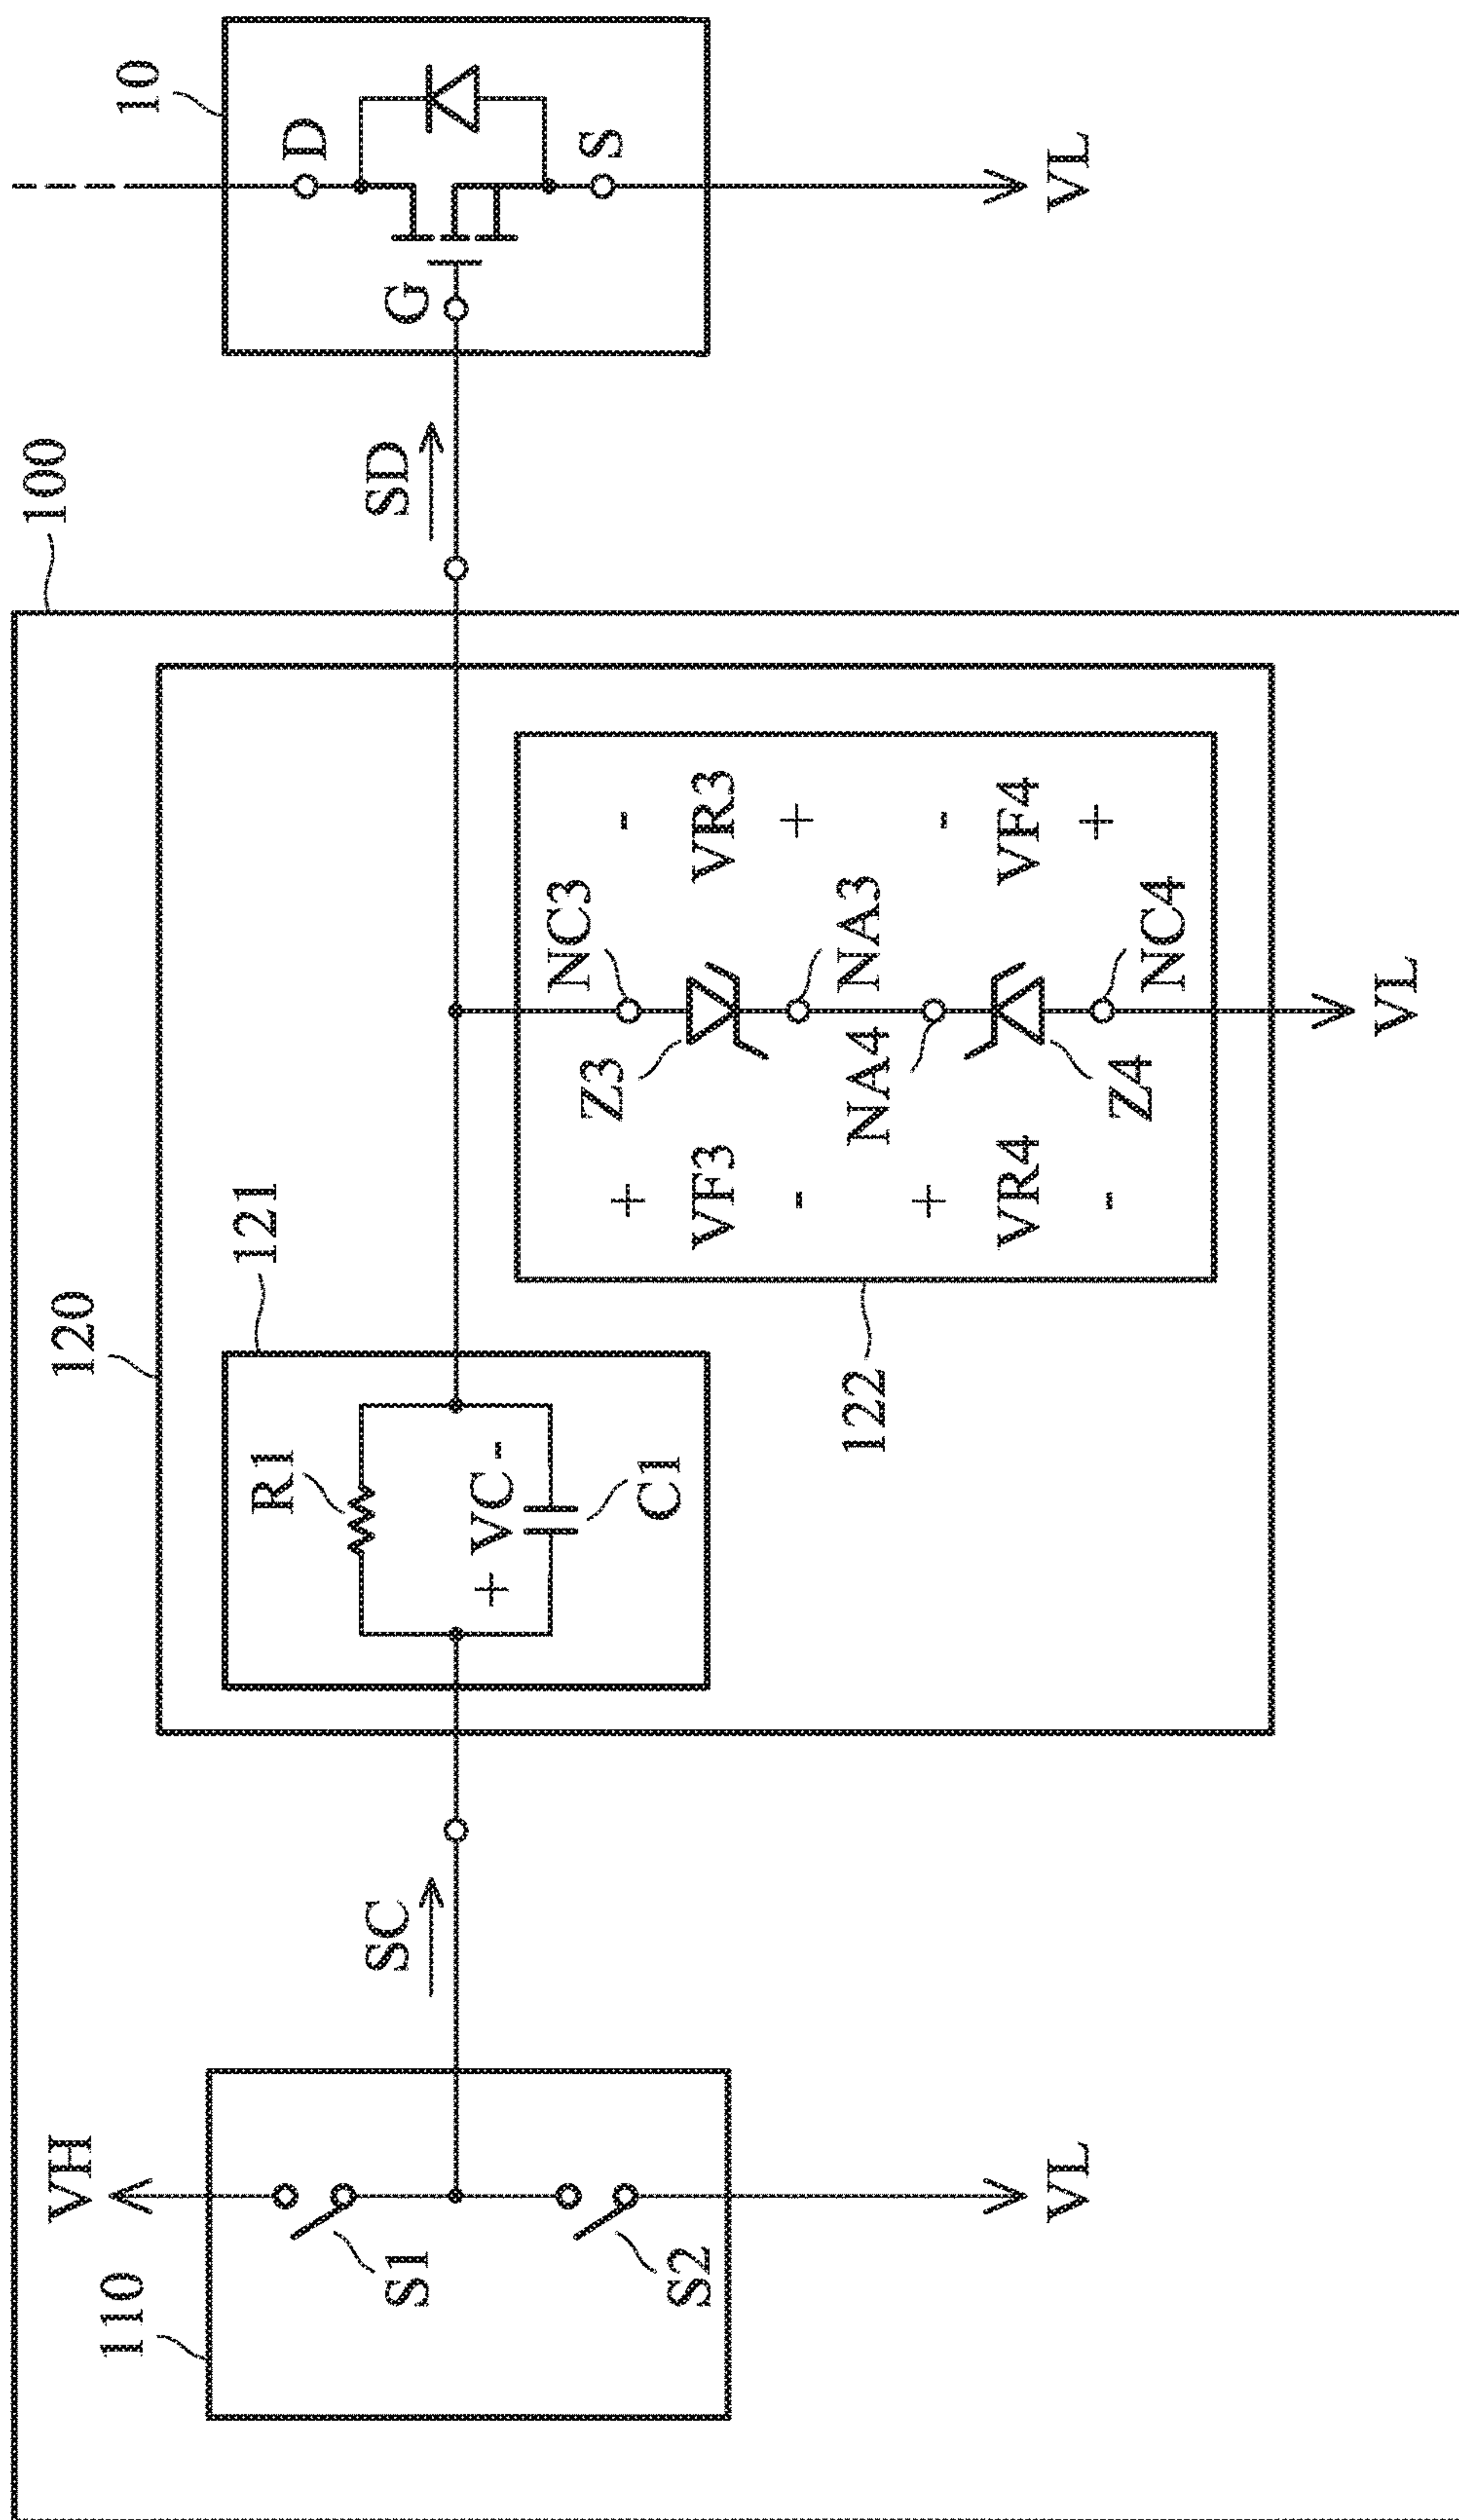 100
120
10
110
VH
S1
S2
VL
SC
121
R1
+ VC -
C1
122
+
VF3
-
+
VR4
-
Z3
NA4
Z4
NC3
NA3
NC4
-
VR3
+
-
VF4
+
VL
SD
D
G
S
VL